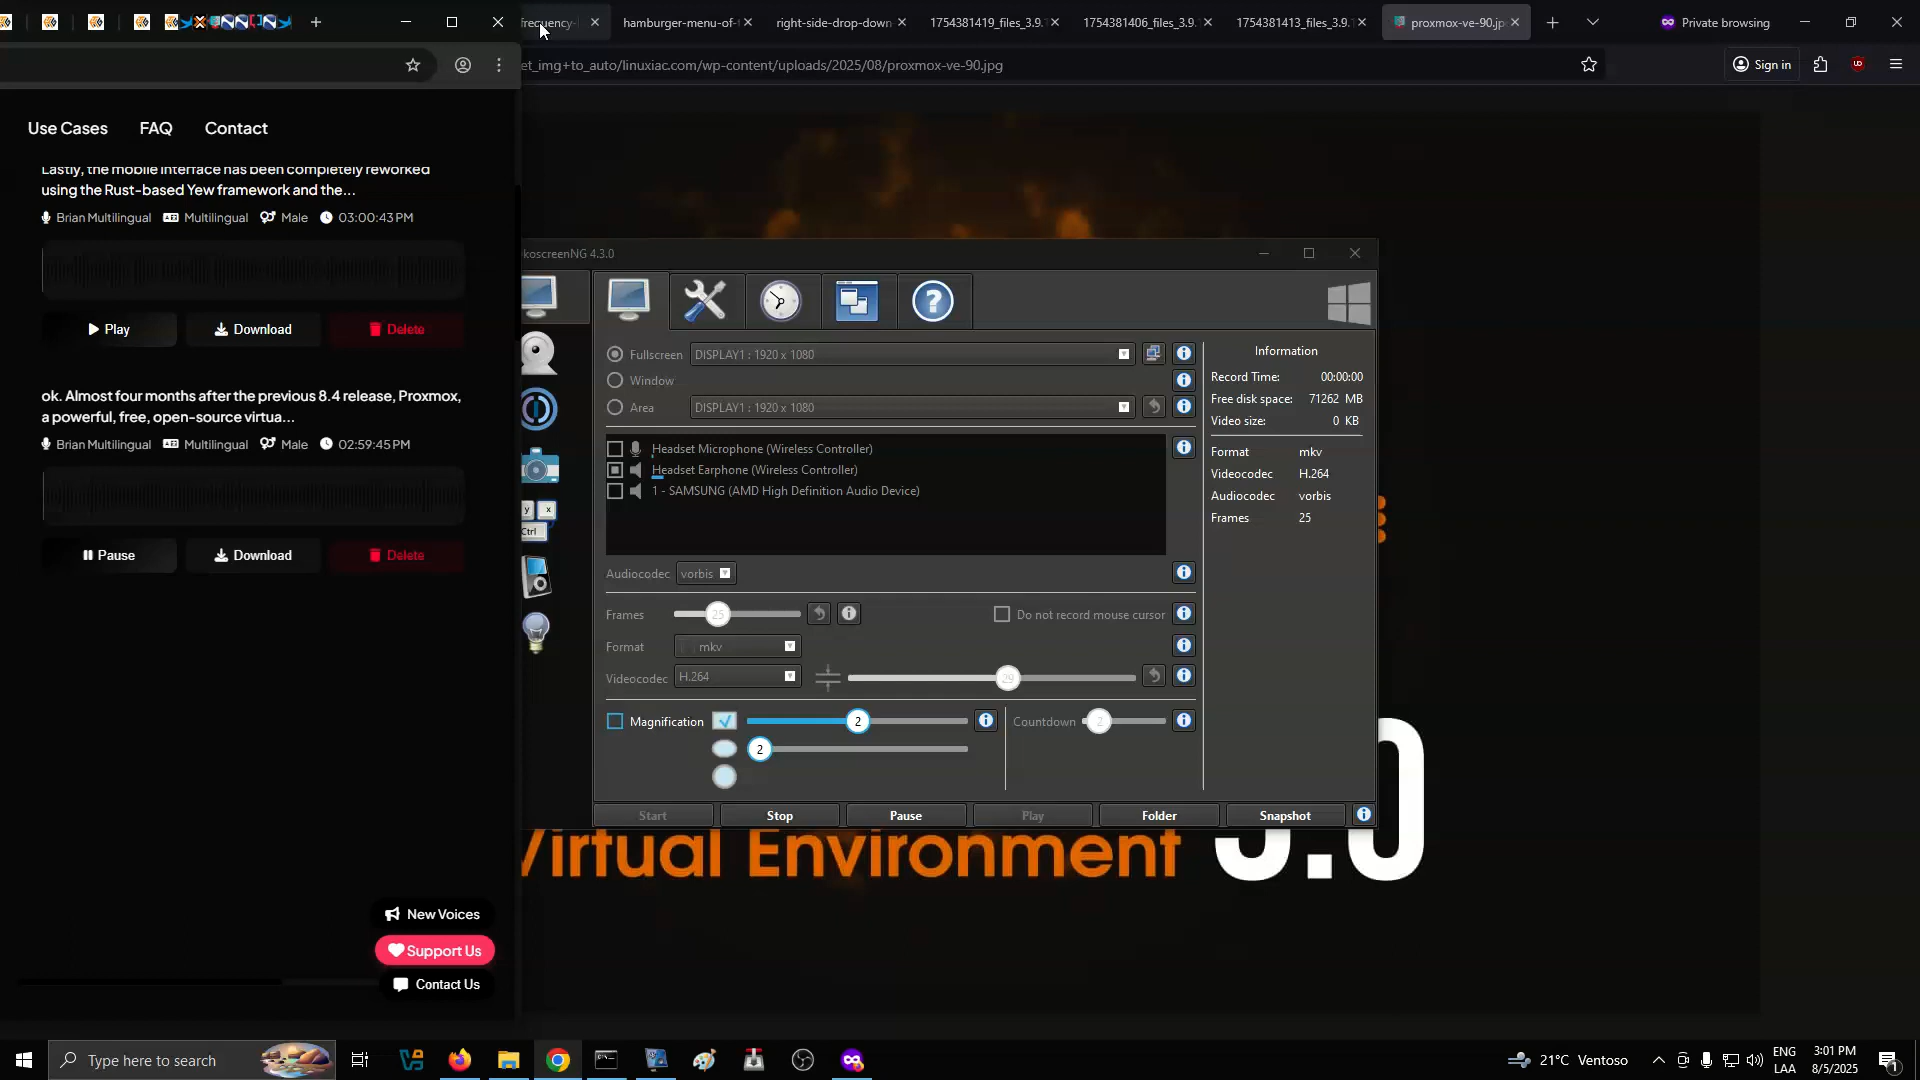 frequency-
hamburger-menu-of-
right-side-drop-down
1754381419_files_3.9.
1754381406_files_3.9.
1754381413_files_3.9.
proxmox-ve-90.jp
Private browsing
et_img+to_auto/linuxiac.com/wp-content/uploads/2025/08/proxmox-ve-90.jpg
Sign in
Use Cases
FAQ
Contact
Lastly, the mobile interface has been completely reworked
using the Rust-based Yew framework and the...
Brian Multilingual
Multilingual
Male
03:00:43 PM
Play
Download
Delete
ok. Almost four months after the previous 8.4 release, Proxmox,
a powerful, free, open-source virtua...
Brian Multilingual
Multilingual
Male
02:59:45 PM
Pause
Download
Delete
New Voices
Support Us
Contact Us
koscreenNG 4.3.0
y
x
Ctrl
Fullscreen
DISPLAY1 : 1920 x 1080
Window
Area
DISPLAY1 : 1920 x 1080
Headset Microphone (Wireless Controller)
Headset Earphone (Wireless Controller)
1 - SAMSUNG (AMD High Definition Audio Device)
Audiocodec
vorbis
Frames
25
Do not record mouse cursor
Format
mkv
Videocodec
H.264
29
Magnification
2
2
Countdown
2
Information
Record Time: 00:00:00
Free disk space: 71262 MB
Video size: 0 KB
Format mkv
Videocodec H.264
Audiocodec vorbis
Frames 25
Start
Stop
Pause
Play
Folder
Snapshot
Virtual Environment 9.0
Type here to search
21°C Ventoso
ENG
LAA
3:01 PM
8/5/2025
1